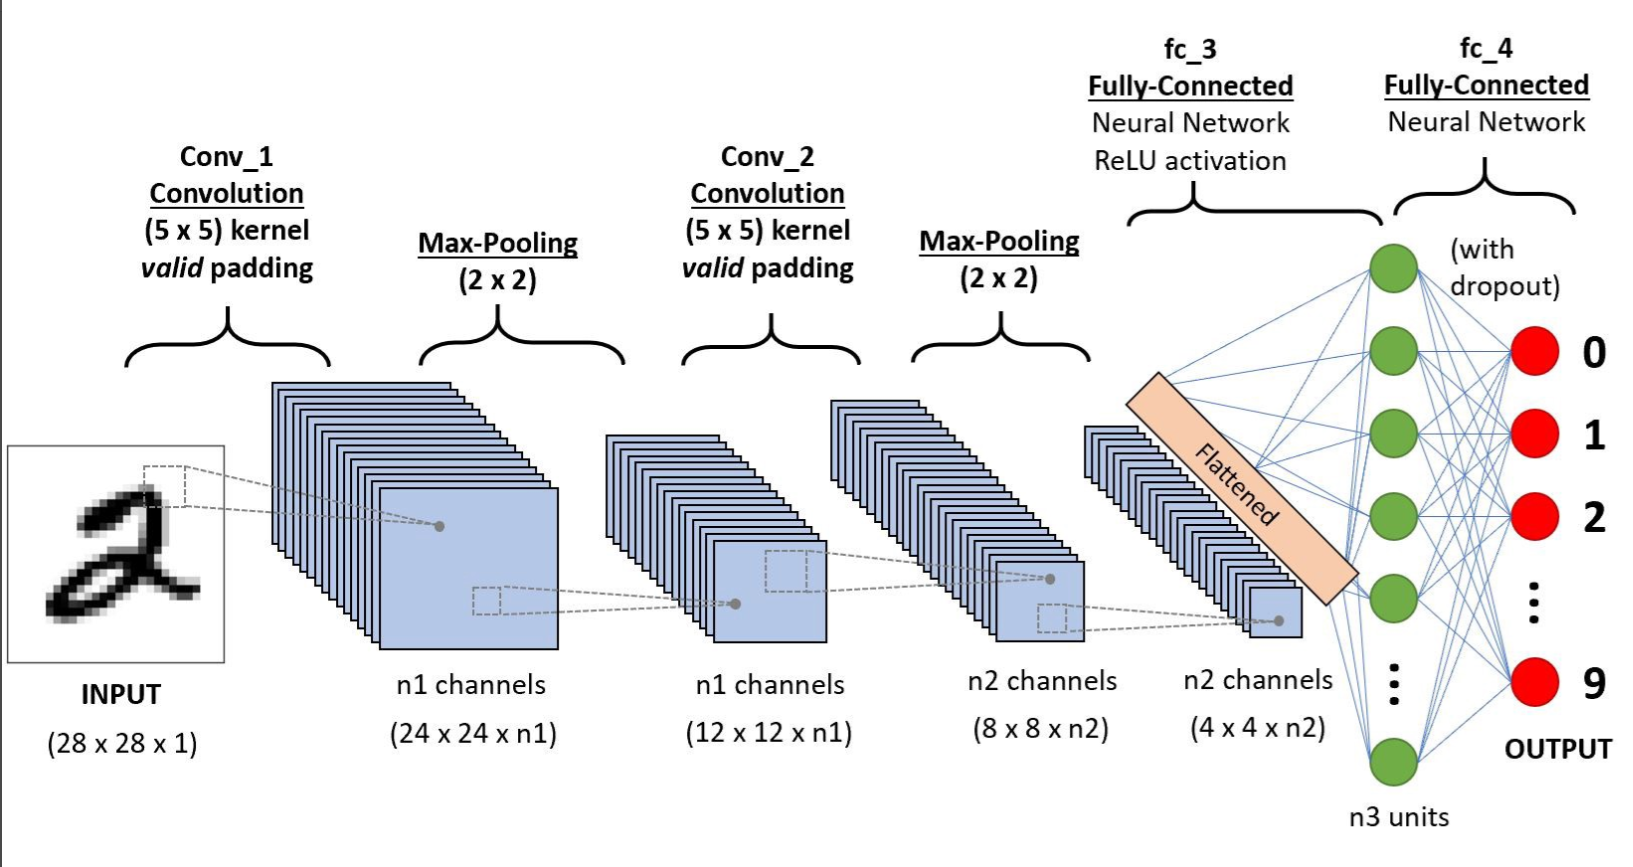 fc_3
Fully-Connected
Neural Network
ReLU activation
fc_4
Fully-Connected
Neural Network
(with
dropout)
Conv_1
Convolution
(5 x 5) kernel
valid padding
Max-Pooling
(2 x 2)
Conv_2
Convolution
(5 x 5) kernel
valid padding
Max-Pooling
(2 x 2)
Flattened
0
1
2
9
OUTPUT
2
INPUT
(28 x 28 x 1)
n1 channels
(24 x 24 x n1)
n1 channels
(12 x 12 x n1)
n2 channels
(8 x 8 x n2)
n2 channels
(4 x 4 x n2)
n3 units